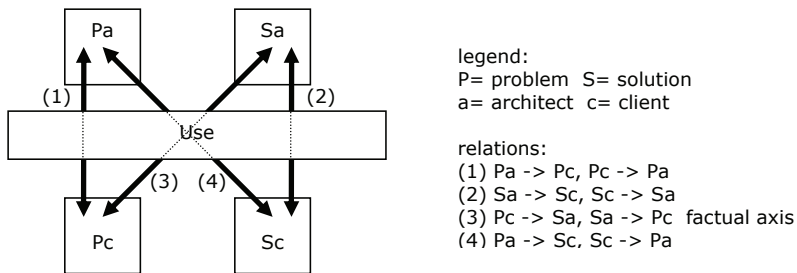 Pa Sa
(1) (2)
Use
(3) (4)
Pc Sc
legend:
P= problem S= solution
a= architect c= client
relations:
(1) Pa -> Pc, Pc -> Pa
(2) Sa -> Sc, Sc -> Sa
(3) Pc -> Sa, Sa -> Pc factual axis
(4) Pa -> Sc, Sc -> Pa